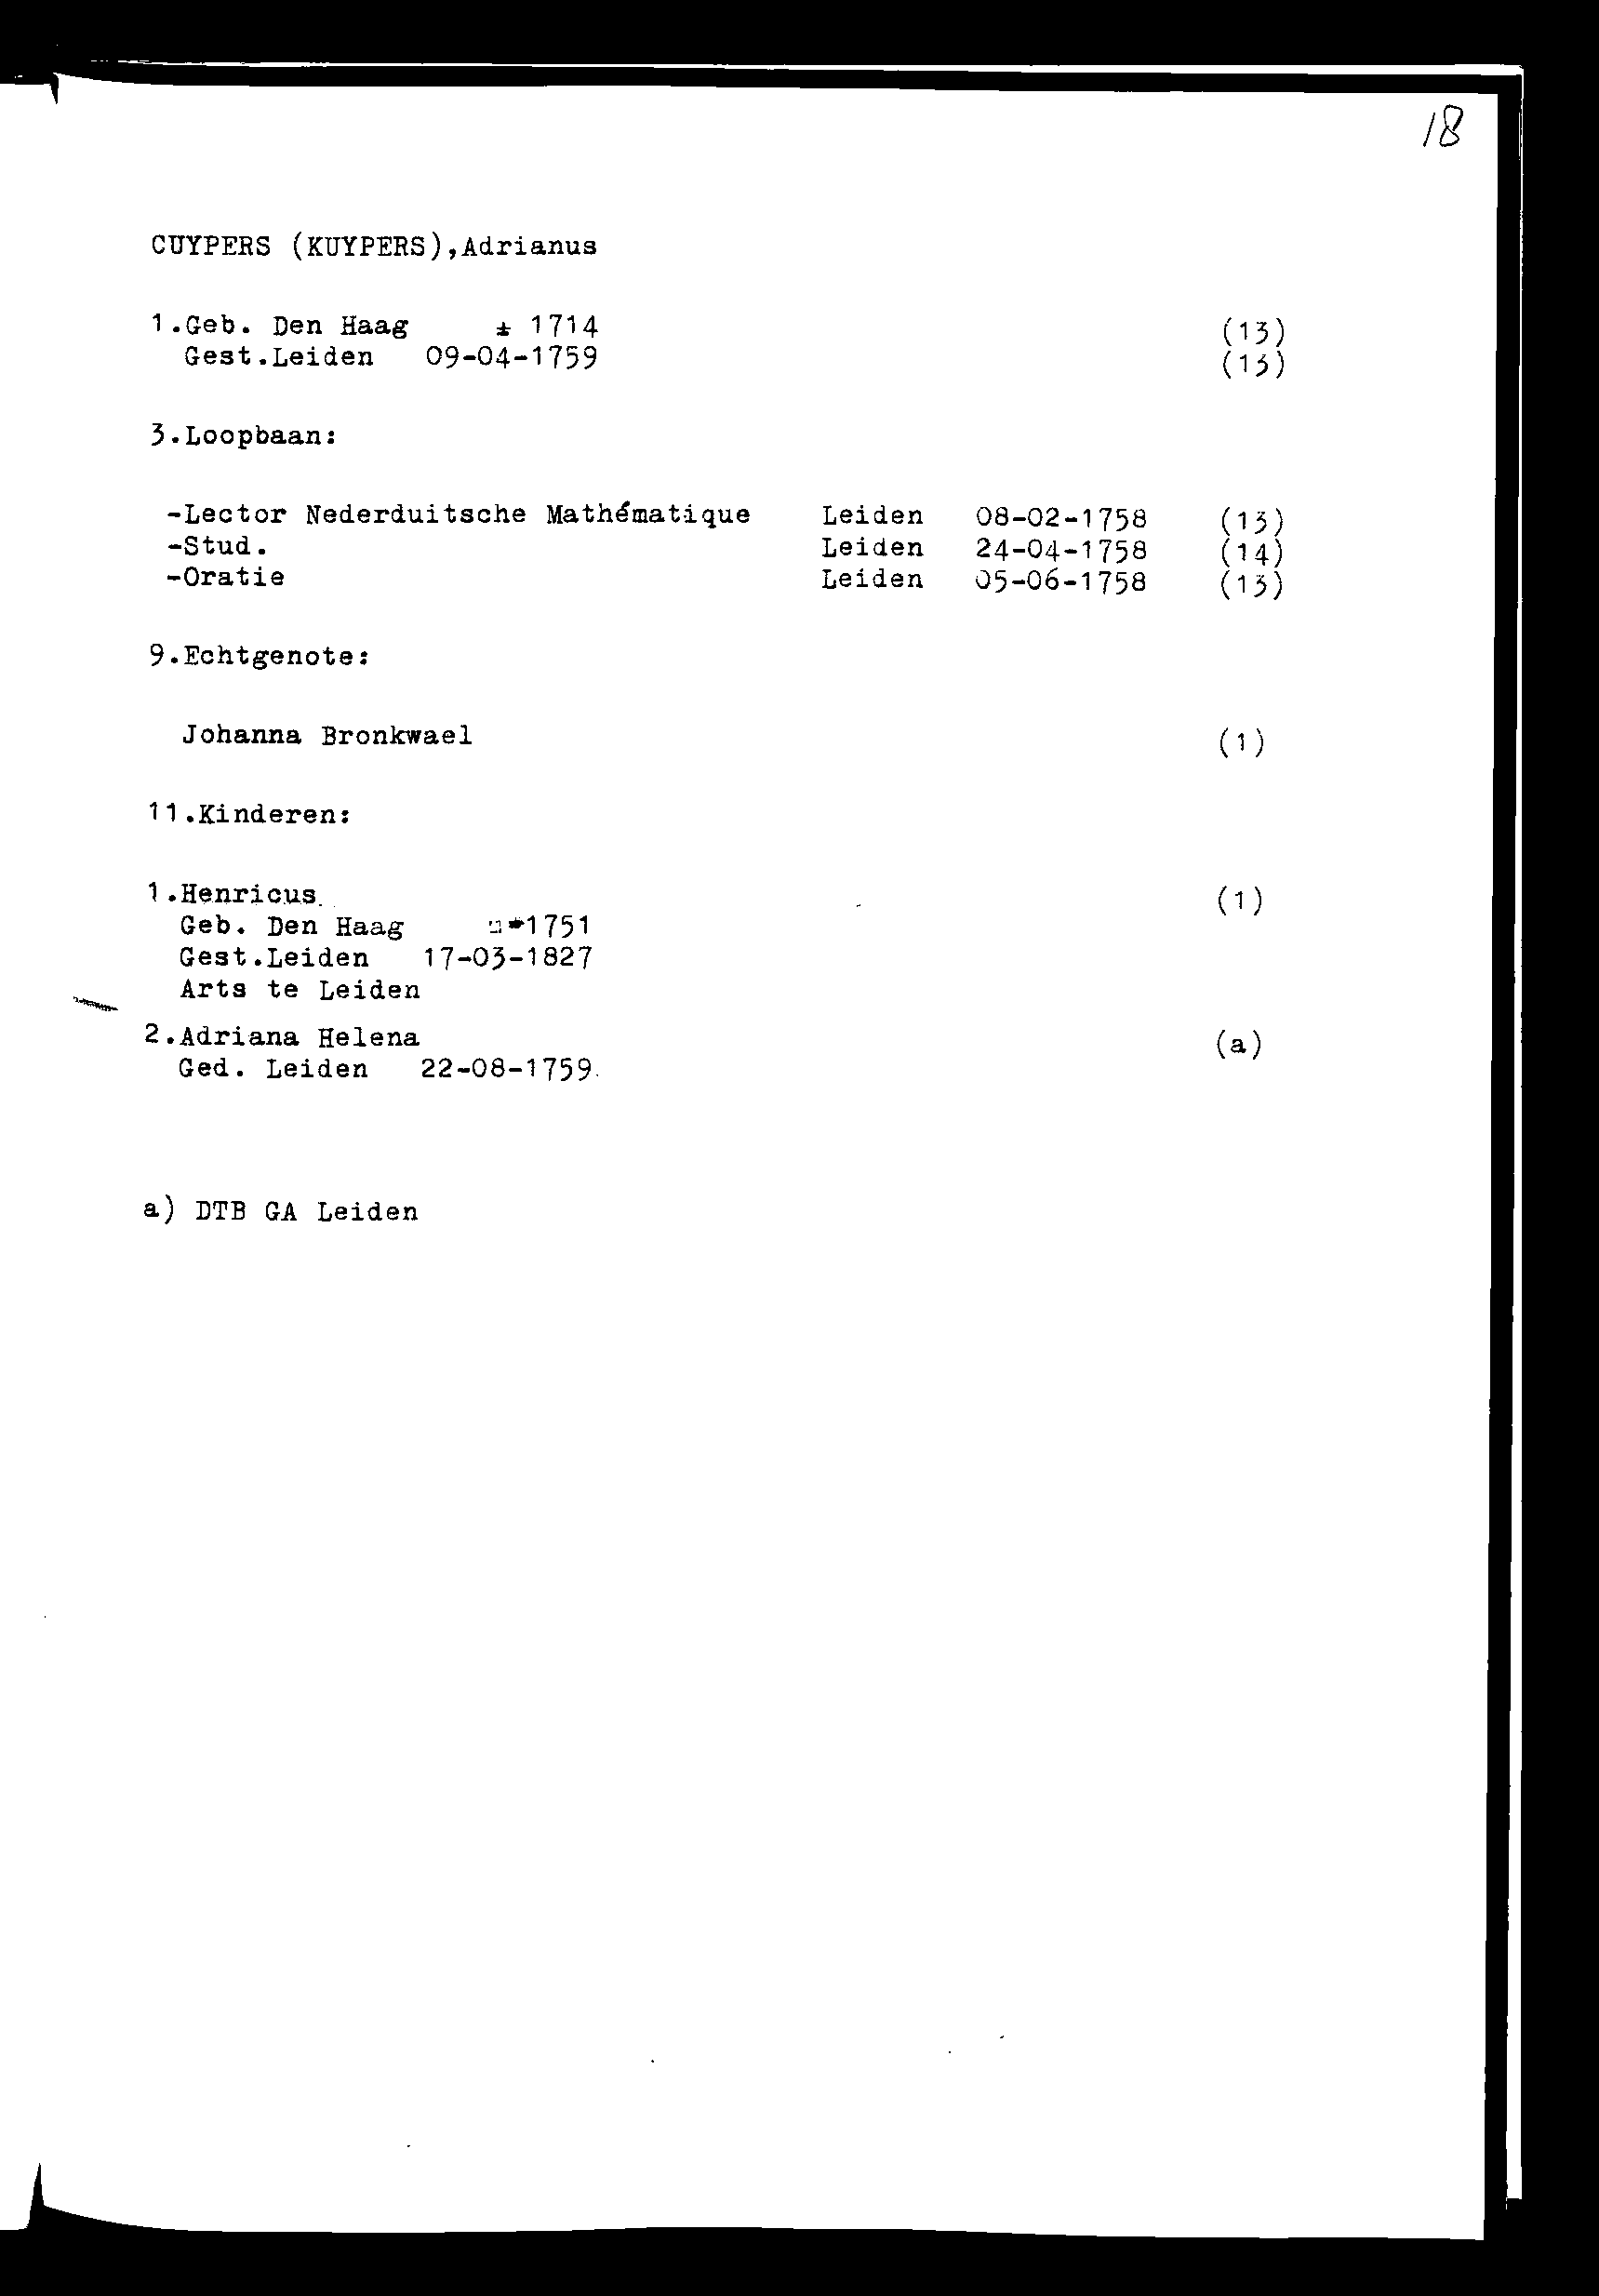 18
CUYPERS (KUYPERS),Adrianus
1.Geb. Den Haag ± 1714 (13)
Gest.Leiden 09-04-1759 (13)
3.Loopbaan:
-Lector Nederduitsche Mathématique Leiden 08-02-1758 (13)
-Stud. Leiden 24-04-1758 (14)
-Oratie Leiden 05-06-1758 (13)
9.Echtgenote:
Johanna Bronkwael (1)
11.Kinderen:
1.Henricus (1)
Geb. Den Haag 1751
Gest.Leiden 17-03-1827
Arts te Leiden
2.Adriana Helena (a)
Ged. Leiden 22-08-1759
a) DTB GA Leiden